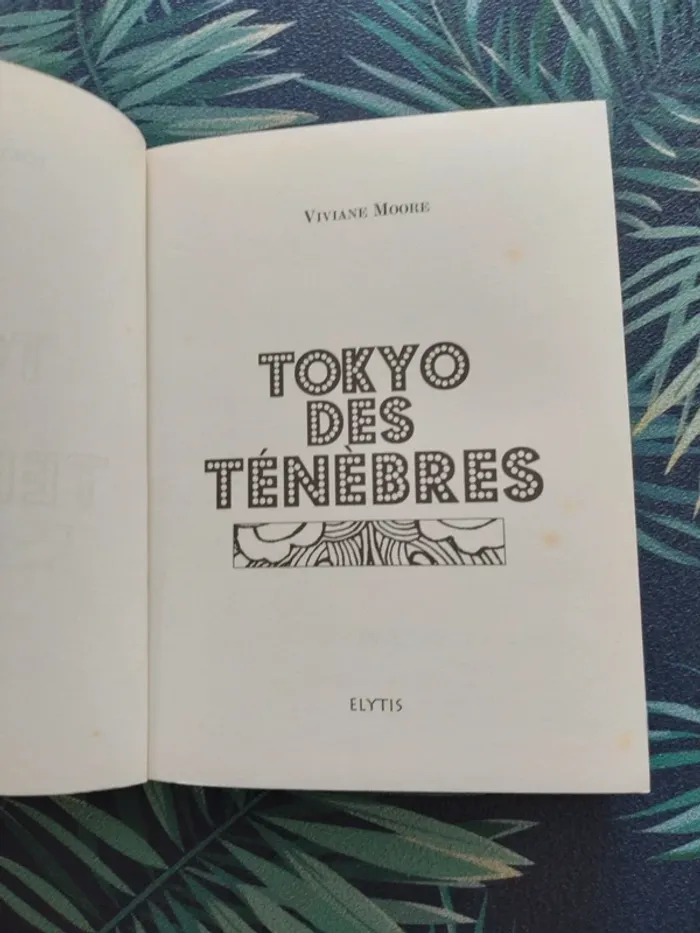 Viviane Moore
TOKYO
DES
TÉNÈBRES
ELYTIS